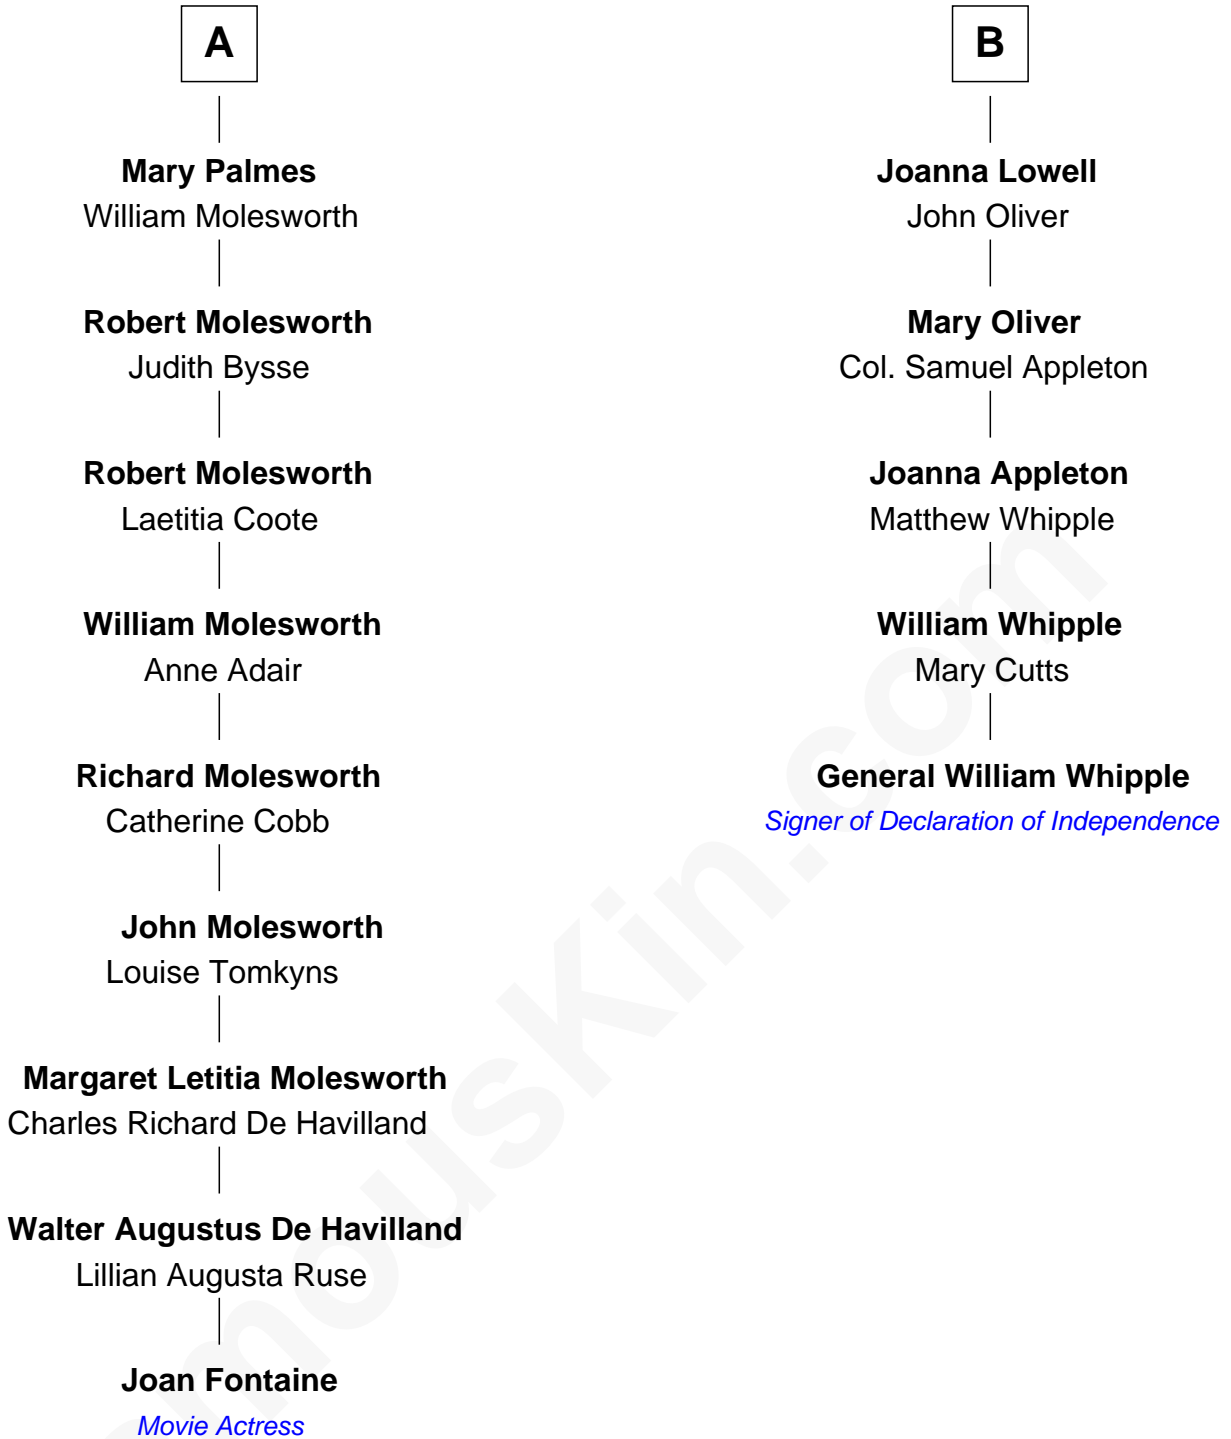 A
Mary Palmes
William Molesworth
Robert Molesworth
Judith Bysse
Robert Molesworth
Laetitia Coote
William Molesworth
Anne Adair
Richard Molesworth
Catherine Cobb
John Molesworth
Louise Tomkyns
Margaret Letitia Molesworth
Charles Richard De Havilland
Walter Augustus De Havilland
Lillian Augusta Ruse
Joan Fontaine
Movie Actress
B
Joanna Lowell
John Oliver
Mary Oliver
Col. Samuel Appleton
Joanna Appleton
Matthew Whipple
William Whipple
Mary Cutts
General William Whipple
Signer of Declaration of Independence
mousKin.com